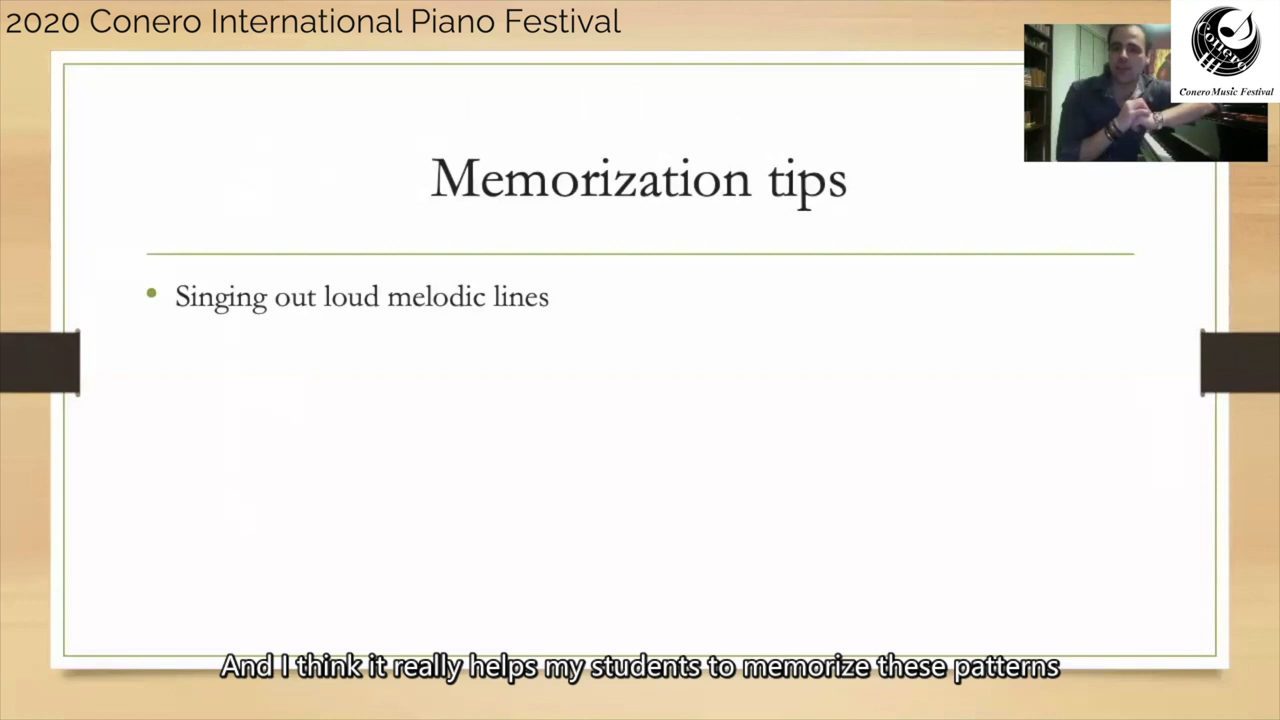 2020 Conero International Piano Festival
Conero
Conero Music Festival
Memorization tips
• Singing out loud melodic lines
And I think it really helps my students to memorize these patterns